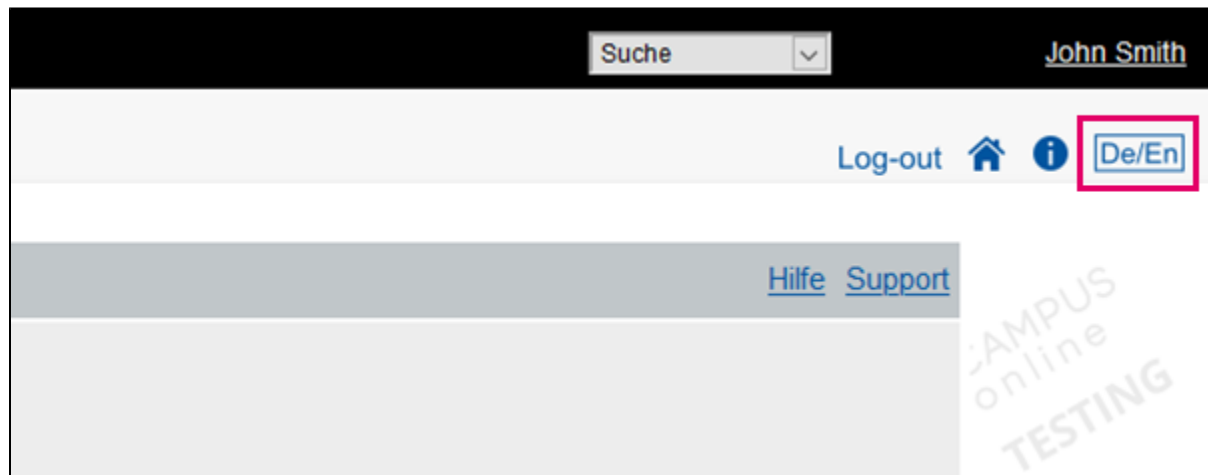 Suche John Smith
Log-out i De/En
Hilfe Support
CAMPUS
online
TESTING